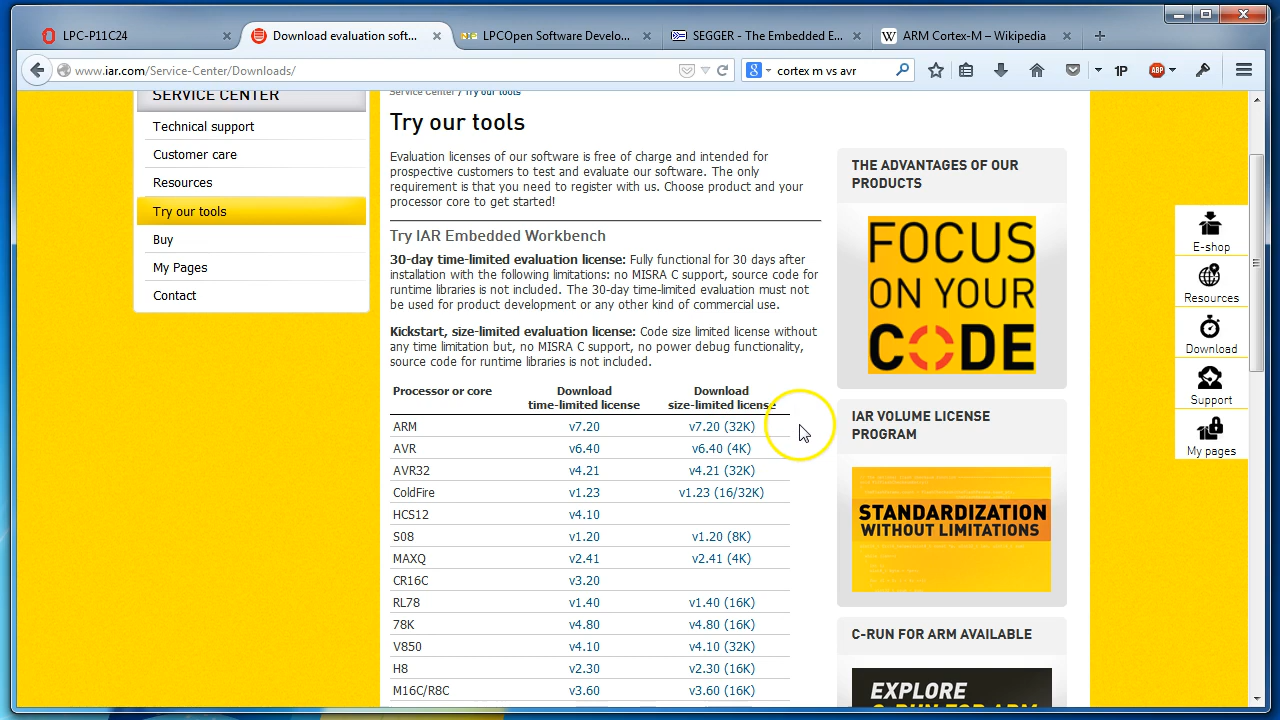 LPC-P11C24
Download evaluation soft...
LPCOpen Software Develo...
SEGGER - The Embedded E...
W ARM Cortex-M – Wikipedia
www.iar.com/Service-Center/Downloads/
8 cortex m vs avr
1P
ABP
SERVICE CENTER
Technical support
Customer care
Resources
Try our tools
Buy
My Pages
Contact
Service Center / Try our tools
Try our tools
Evaluation licenses of our software is free of charge and intended for
prospective customers to test and evaluate our software. The only
requirement is that you need to register with us. Choose product and your
processor core to get started!
Try IAR Embedded Workbench
30-day time-limited evaluation license: Fully functional for 30 days after
installation with the following limitations: no MISRA C support, source code for
runtime libraries is not included. The 30-day time-limited evaluation must not
be used for product development or any other kind of commercial use.
Kickstart, size-limited evaluation license: Code size limited license without
any time limitation but, no MISRA C support, no power debug functionality,
source code for runtime libraries is not included.
Processor or core Download time-limited license Download size-limited license
ARM v7.20 v7.20 (32K)
AVR v6.40 v6.40 (4K)
AVR32 v4.21 v4.21 (32K)
ColdFire v1.23 v1.23 (16/32K)
HCS12 v4.10
S08 v1.20 v1.20 (8K)
MAXQ v2.41 v2.41 (4K)
CR16C v3.20
RL78 v1.40 v1.40 (16K)
78K v4.80 v4.80 (16K)
V850 v4.10 v4.10 (32K)
H8 v2.30 v2.30 (16K)
M16C/R8C v3.60 v3.60 (16K)
THE ADVANTAGES OF OUR
PRODUCTS
FOCUS
ON YOUR
CODE
IAR VOLUME LICENSE
PROGRAM
STANDARDIZATION
WITHOUT LIMITATIONS
C-RUN FOR ARM AVAILABLE
EXPLORE
C-RUN FOR ARM
E-shop
Resources
Download
Support
My pages